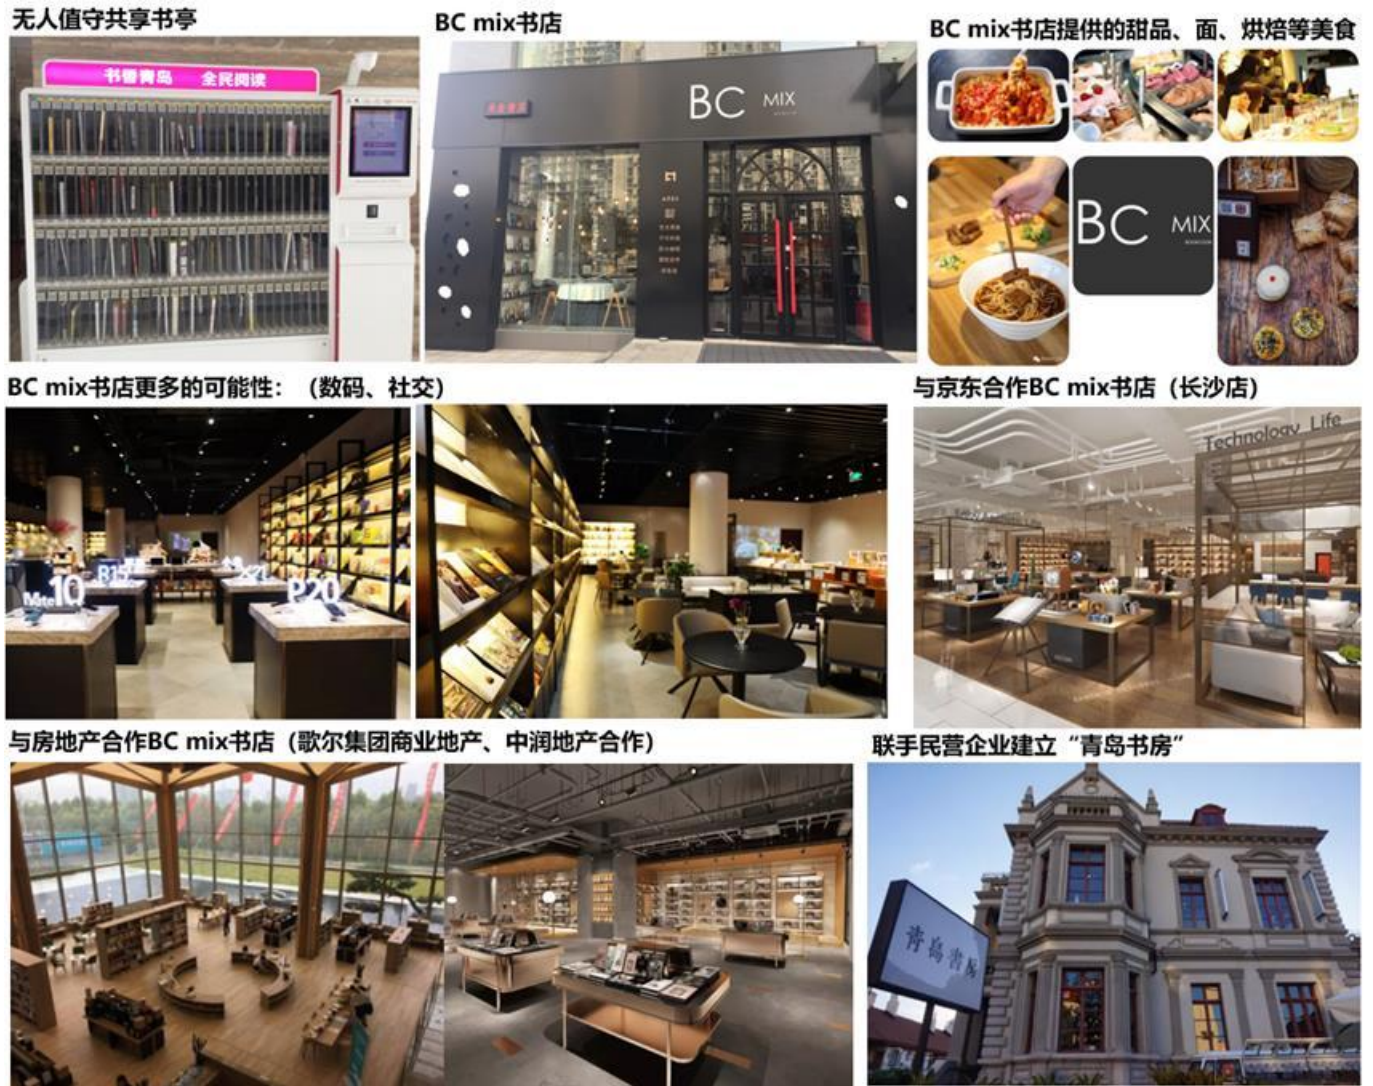 无人值守共享书亭
BC mix书店
BC mix书店提供的甜品、面、烘焙等美食
书香青岛 全民阅读
BC MIX
BC MIX
BC mix书店更多的可能性：（数码、社交）
与京东合作BC mix书店（长沙店）
Mate10
R15
X21
P20
Technology Life
与房地产合作BC mix书店（歌尔集团商业地产、中润地产合作）
联手民营企业建立“青岛书房”
青岛书房